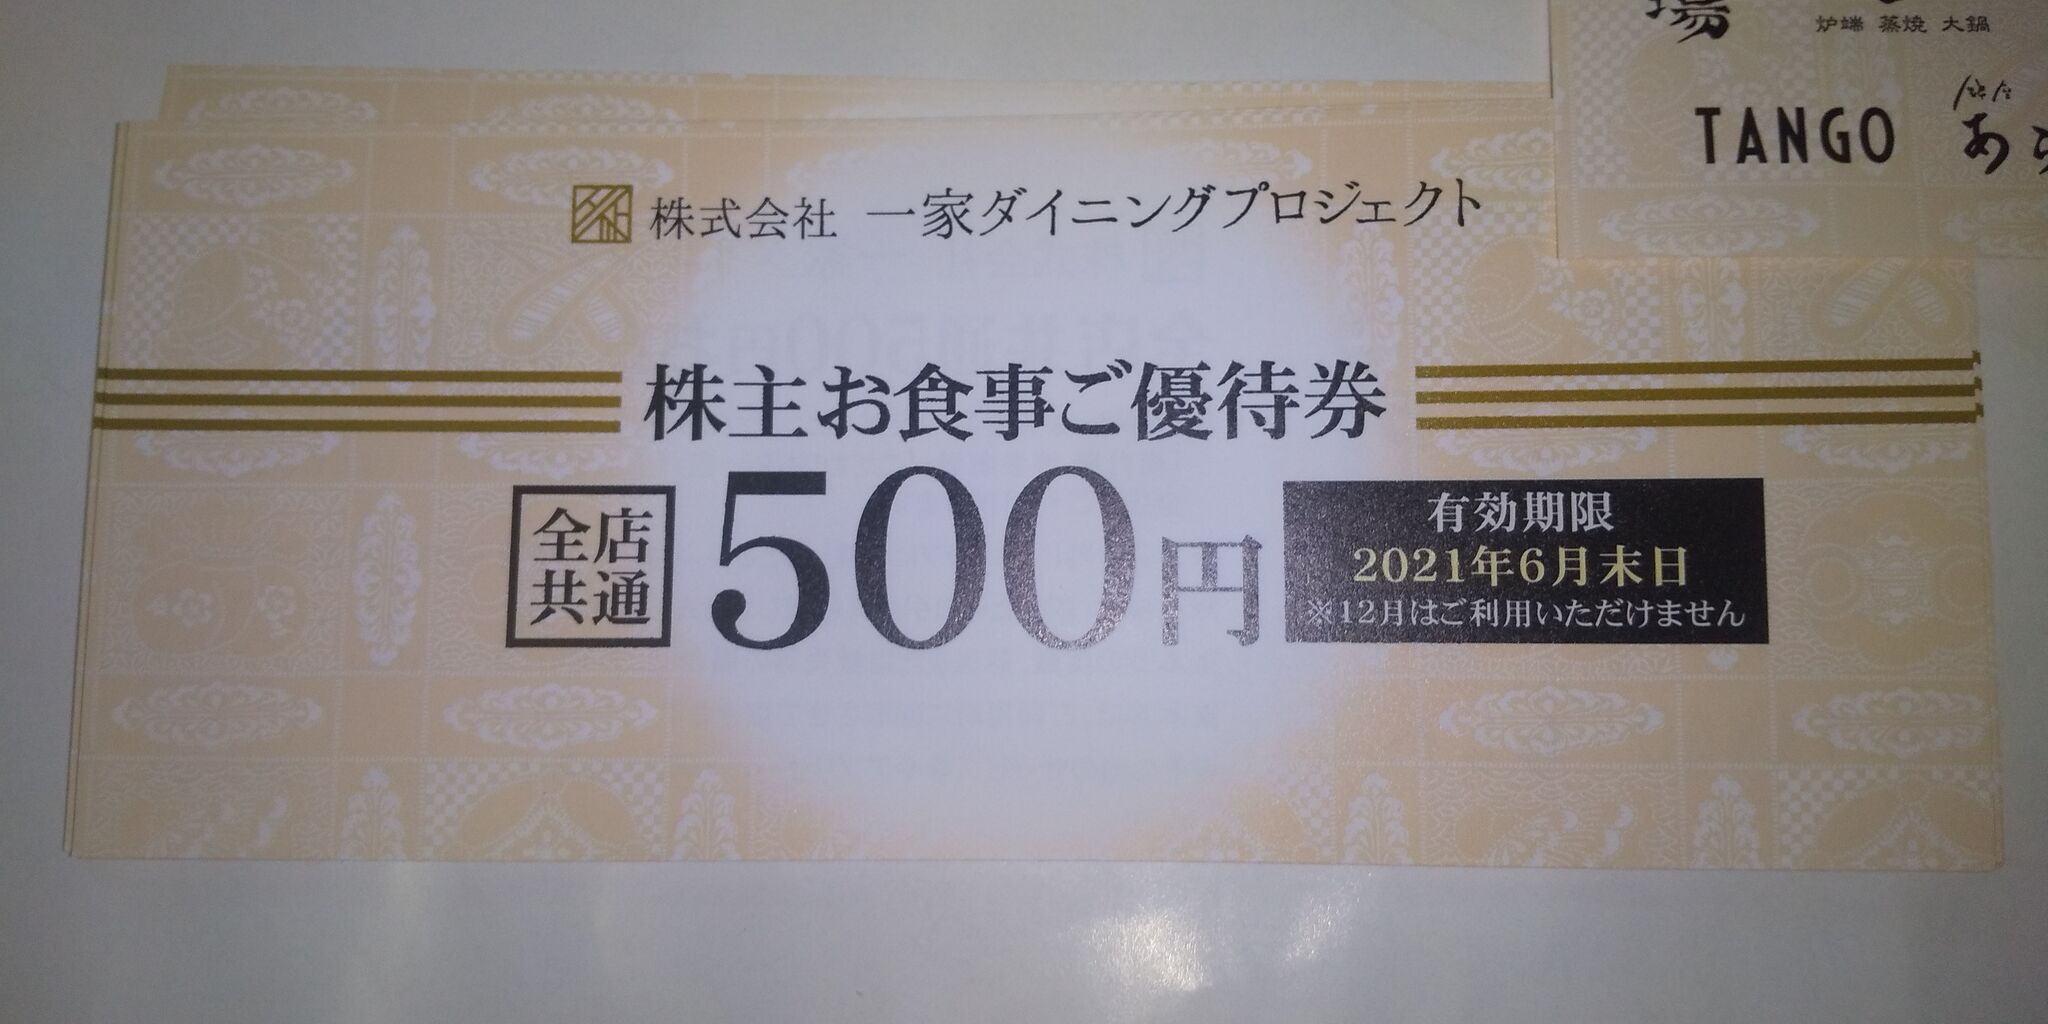 炉端 蒸焼 大鍋
TANGO
株式会社 一家ダイニングプロジェクト
株主お食事ご優待券
全店共通
500円
有効期限
2021年6月末日
※12月はご利用いただけません